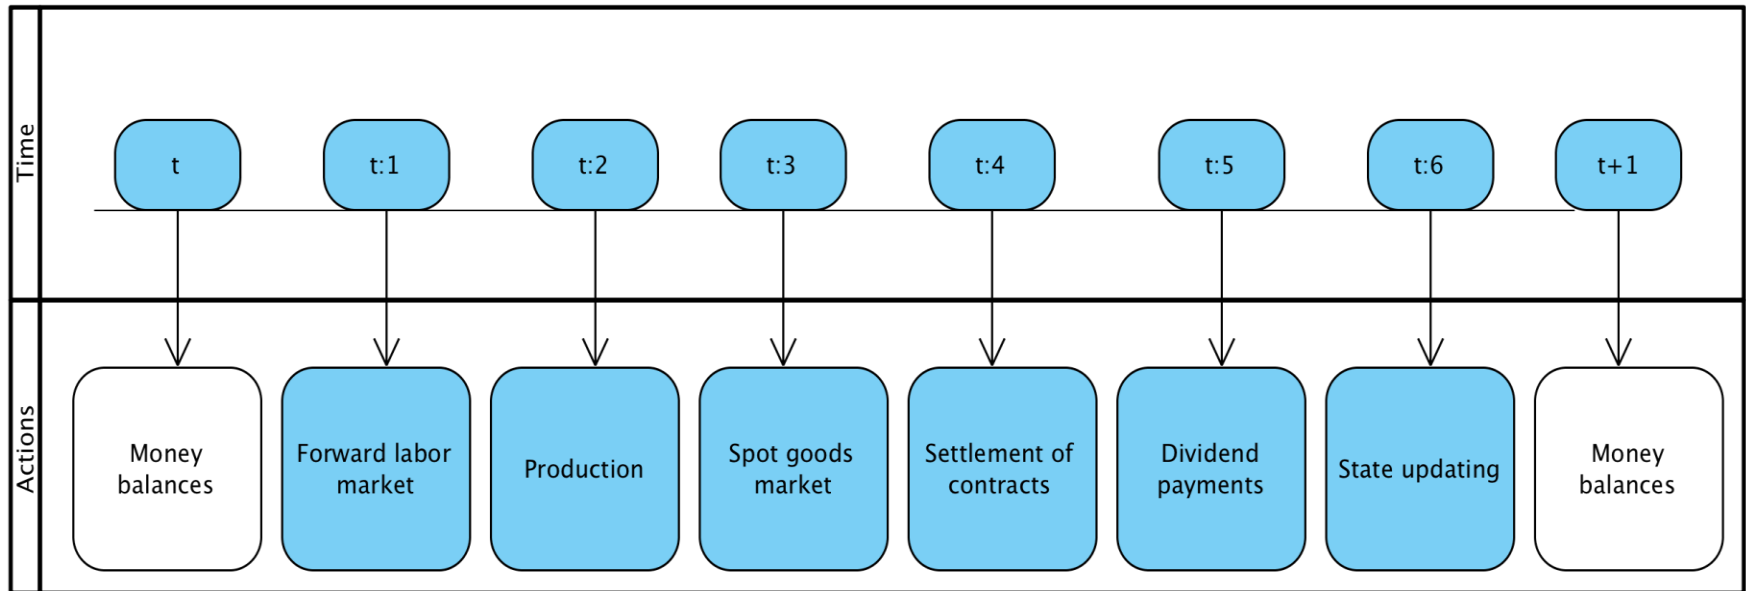 Time
t
t:1
t:2
t:3
t:4
t:5
t:6
t+1
Actions
Money
balances
Forward labor
market
Production
Spot goods
market
Settlement of
contracts
Dividend
payments
State updating
Money
balances